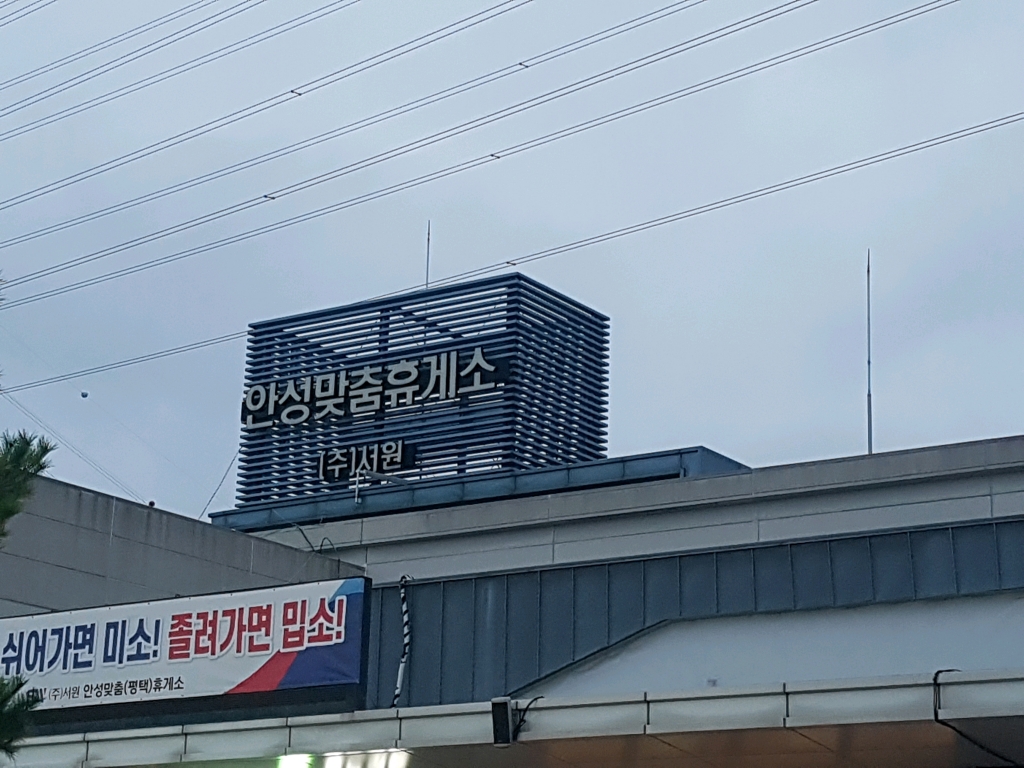 안성맞춤휴게소
(주)서원
쉬어가면 미소! 졸려가면 밉소!
(주)서원 안성맞춤(평택)휴게소